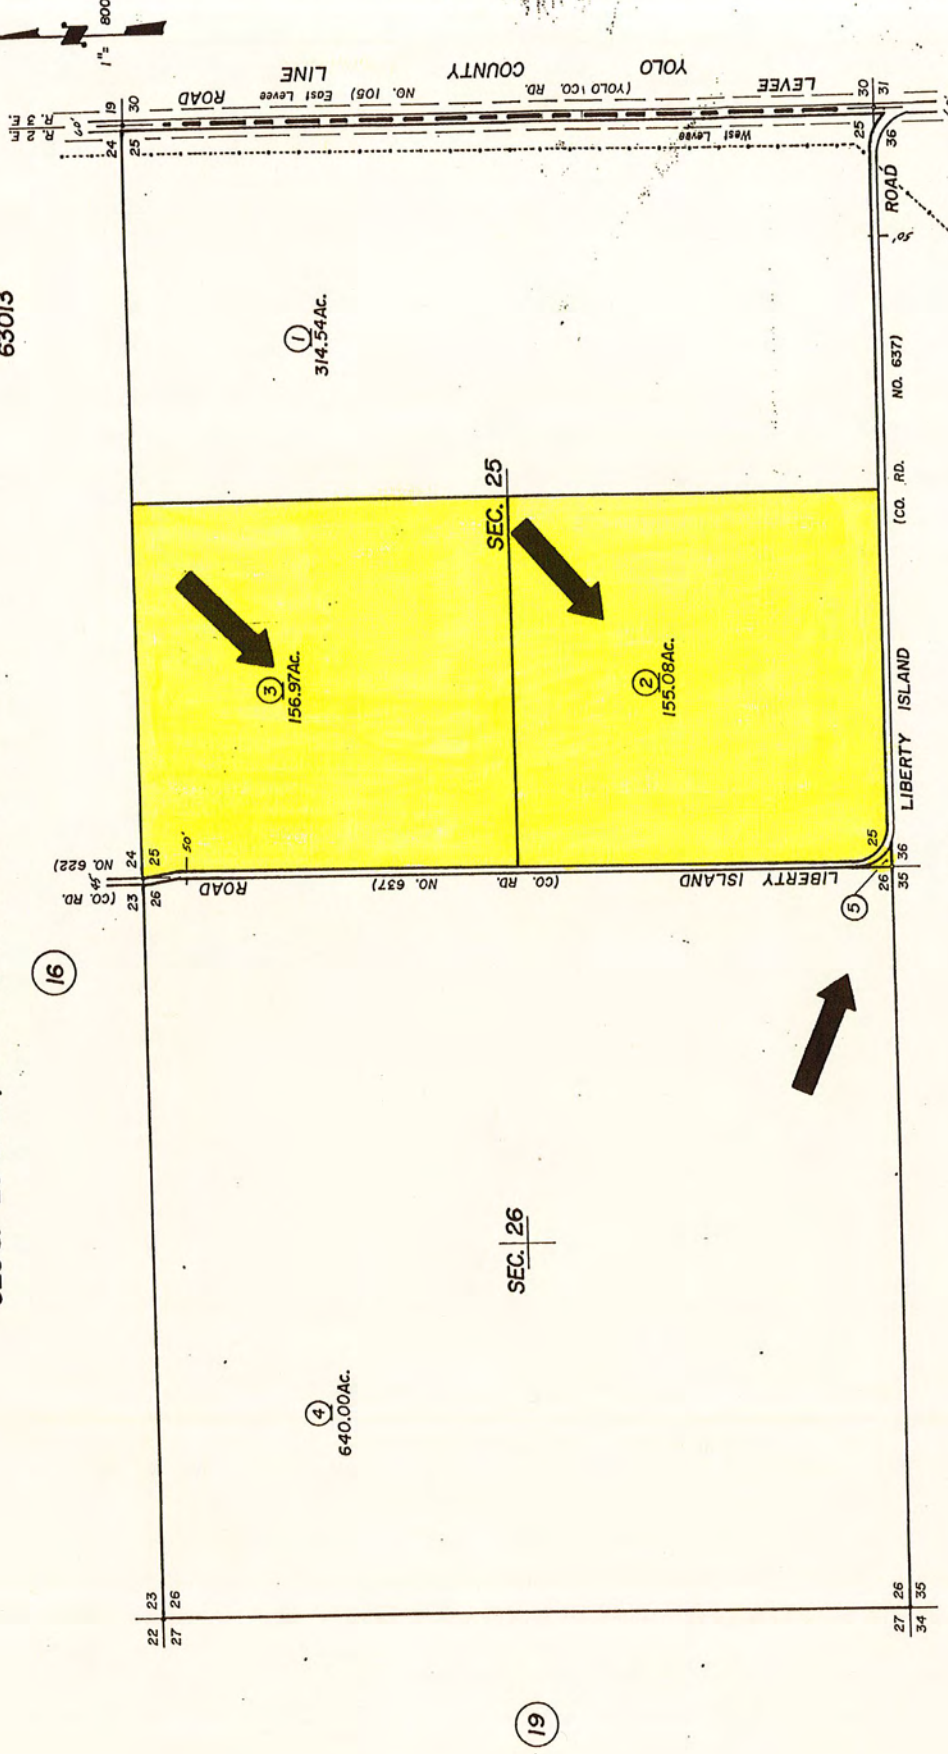 1"= 800
63013
R. 3 E.
R. 2 E.
60'
19
30
24
25
YOLO COUNTY LINE
LEVEE ROAD
(YOLO CO. RD. NO. 105)
East Levee
West Levee
30
31
25
36
1
314.54Ac.
SEC. 25
3
156.97Ac.
2
155.08Ac.
LIBERTY ISLAND ROAD
(CO. RD. NO. 637)
50'
(CO. RD. NO. 622)
45'
23
24
26
25
50'
LIBERTY ISLAND ROAD
(CO. RD. NO. 637)
25
36
26
35
5
16
SEC. 26
4
640.00Ac.
22
23
27
26
27
26
34
35
19